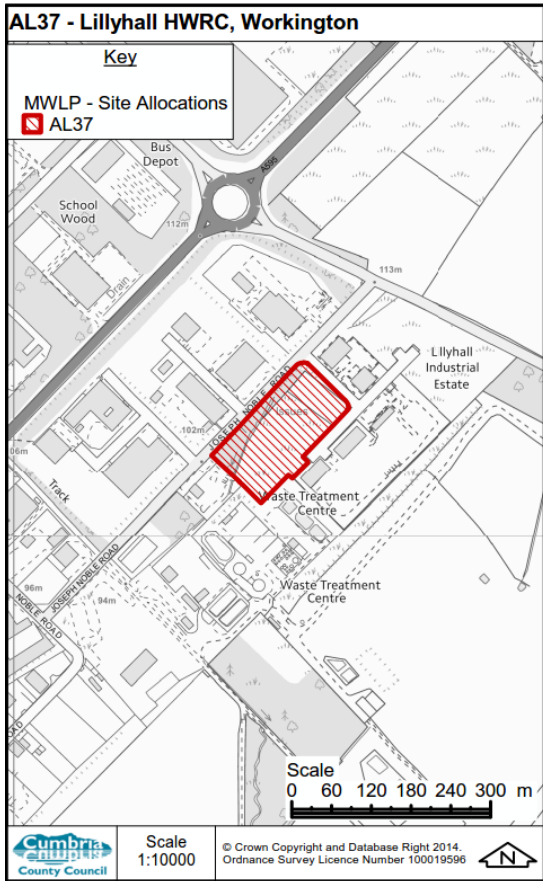 AL37 - Lillyhall HWRC, Workington
Key
MWLP - Site Allocations
AL37
Bus
Depot
A595
School
Wood
112m
Drain
113m
Lillyhall
Industrial
Estate
JOSEPH NOBLE ROAD
Issues
102m
06m
Track
Waste Treatment
Centre
Waste Treatment
Centre
JOSEPH NOBLE ROAD
96m
94m
NOBLE ROAD
ROAD
Scale
0 60 120 180 240 300 m
Cumbria
County Council
Scale
1:10000
© Crown Copyright and Database Right 2014.
Ordnance Survey Licence Number 100019596
N